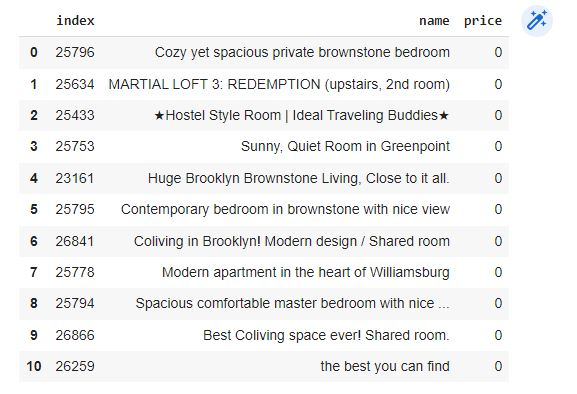 index name price
0 25796 Cozy yet spacious private brownstone bedroom 0
1 25634 MARTIAL LOFT 3: REDEMPTION (upstairs, 2nd room) 0
2 25433 ★Hostel Style Room | Ideal Traveling Buddies★ 0
3 25753 Sunny, Quiet Room in Greenpoint 0
4 23161 Huge Brooklyn Brownstone Living, Close to it all. 0
5 25795 Contemporary bedroom in brownstone with nice view 0
6 26841 Coliving in Brooklyn! Modern design / Shared room 0
7 25778 Modern apartment in the heart of Williamsburg 0
8 25794 Spacious comfortable master bedroom with nice ... 0
9 26866 Best Coliving space ever! Shared room. 0
10 26259 the best you can find 0